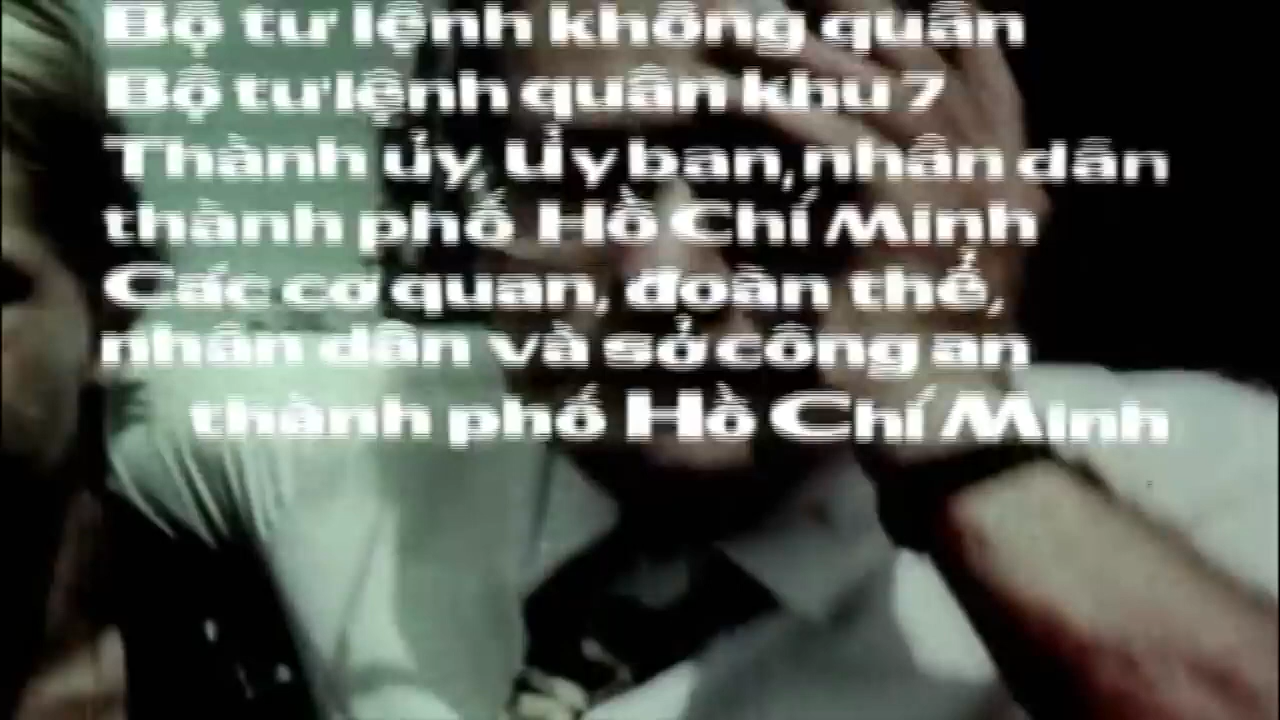 Bộ tư lệnh không quân
Bộ tư lệnh quân khu 7
Thành ủy, Uỷ ban, nhân dân
thành phố Hồ Chí Minh
Các cơ quan, đoàn thể,
nhân dân và sở công an
thành phố Hồ Chí Minh